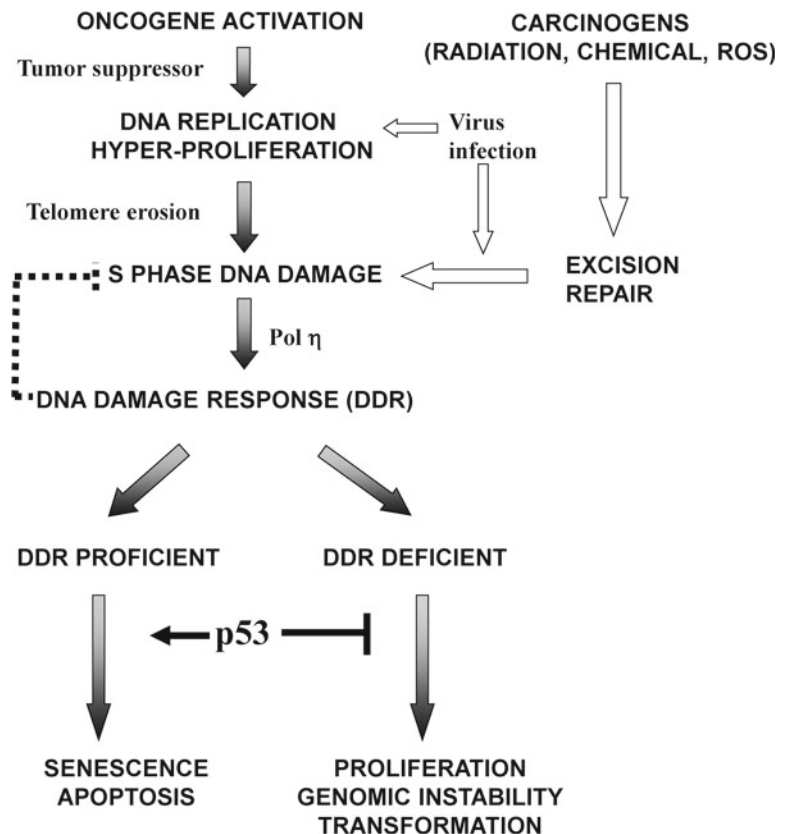 ONCOGENE ACTIVATION
CARCINOGENS
(RADIATION, CHEMICAL, ROS)
Tumor suppressor
DNA REPLICATION
HYPER-PROLIFERATION
Virus
infection
Telomere erosion
S PHASE DNA DAMAGE
EXCISION
REPAIR
Pol η
DNA DAMAGE RESPONSE (DDR)
DDR PROFICIENT
DDR DEFICIENT
p53
SENESCENCE
APOPTOSIS
PROLIFERATION
GENOMIC INSTABILITY
TRANSFORMATION